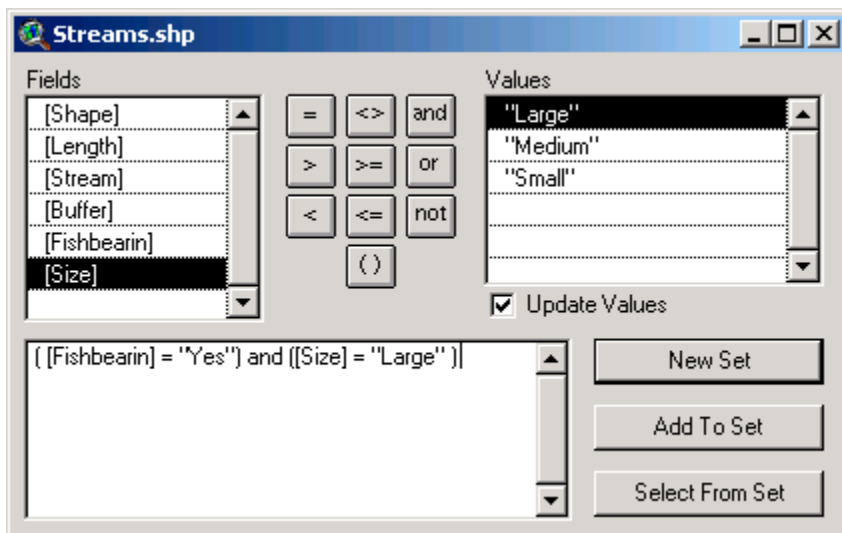 Streams.shp
Fields
Values
[Shape]
[Length]
[Stream]
[Buffer]
[Fishbearin]
[Size]
= <> and
> >= or
< <= not
( )
"Large"
"Medium"
"Small"
Update Values
( [Fishbearin] = "Yes") and ([Size] = "Large" )
New Set
Add To Set
Select From Set